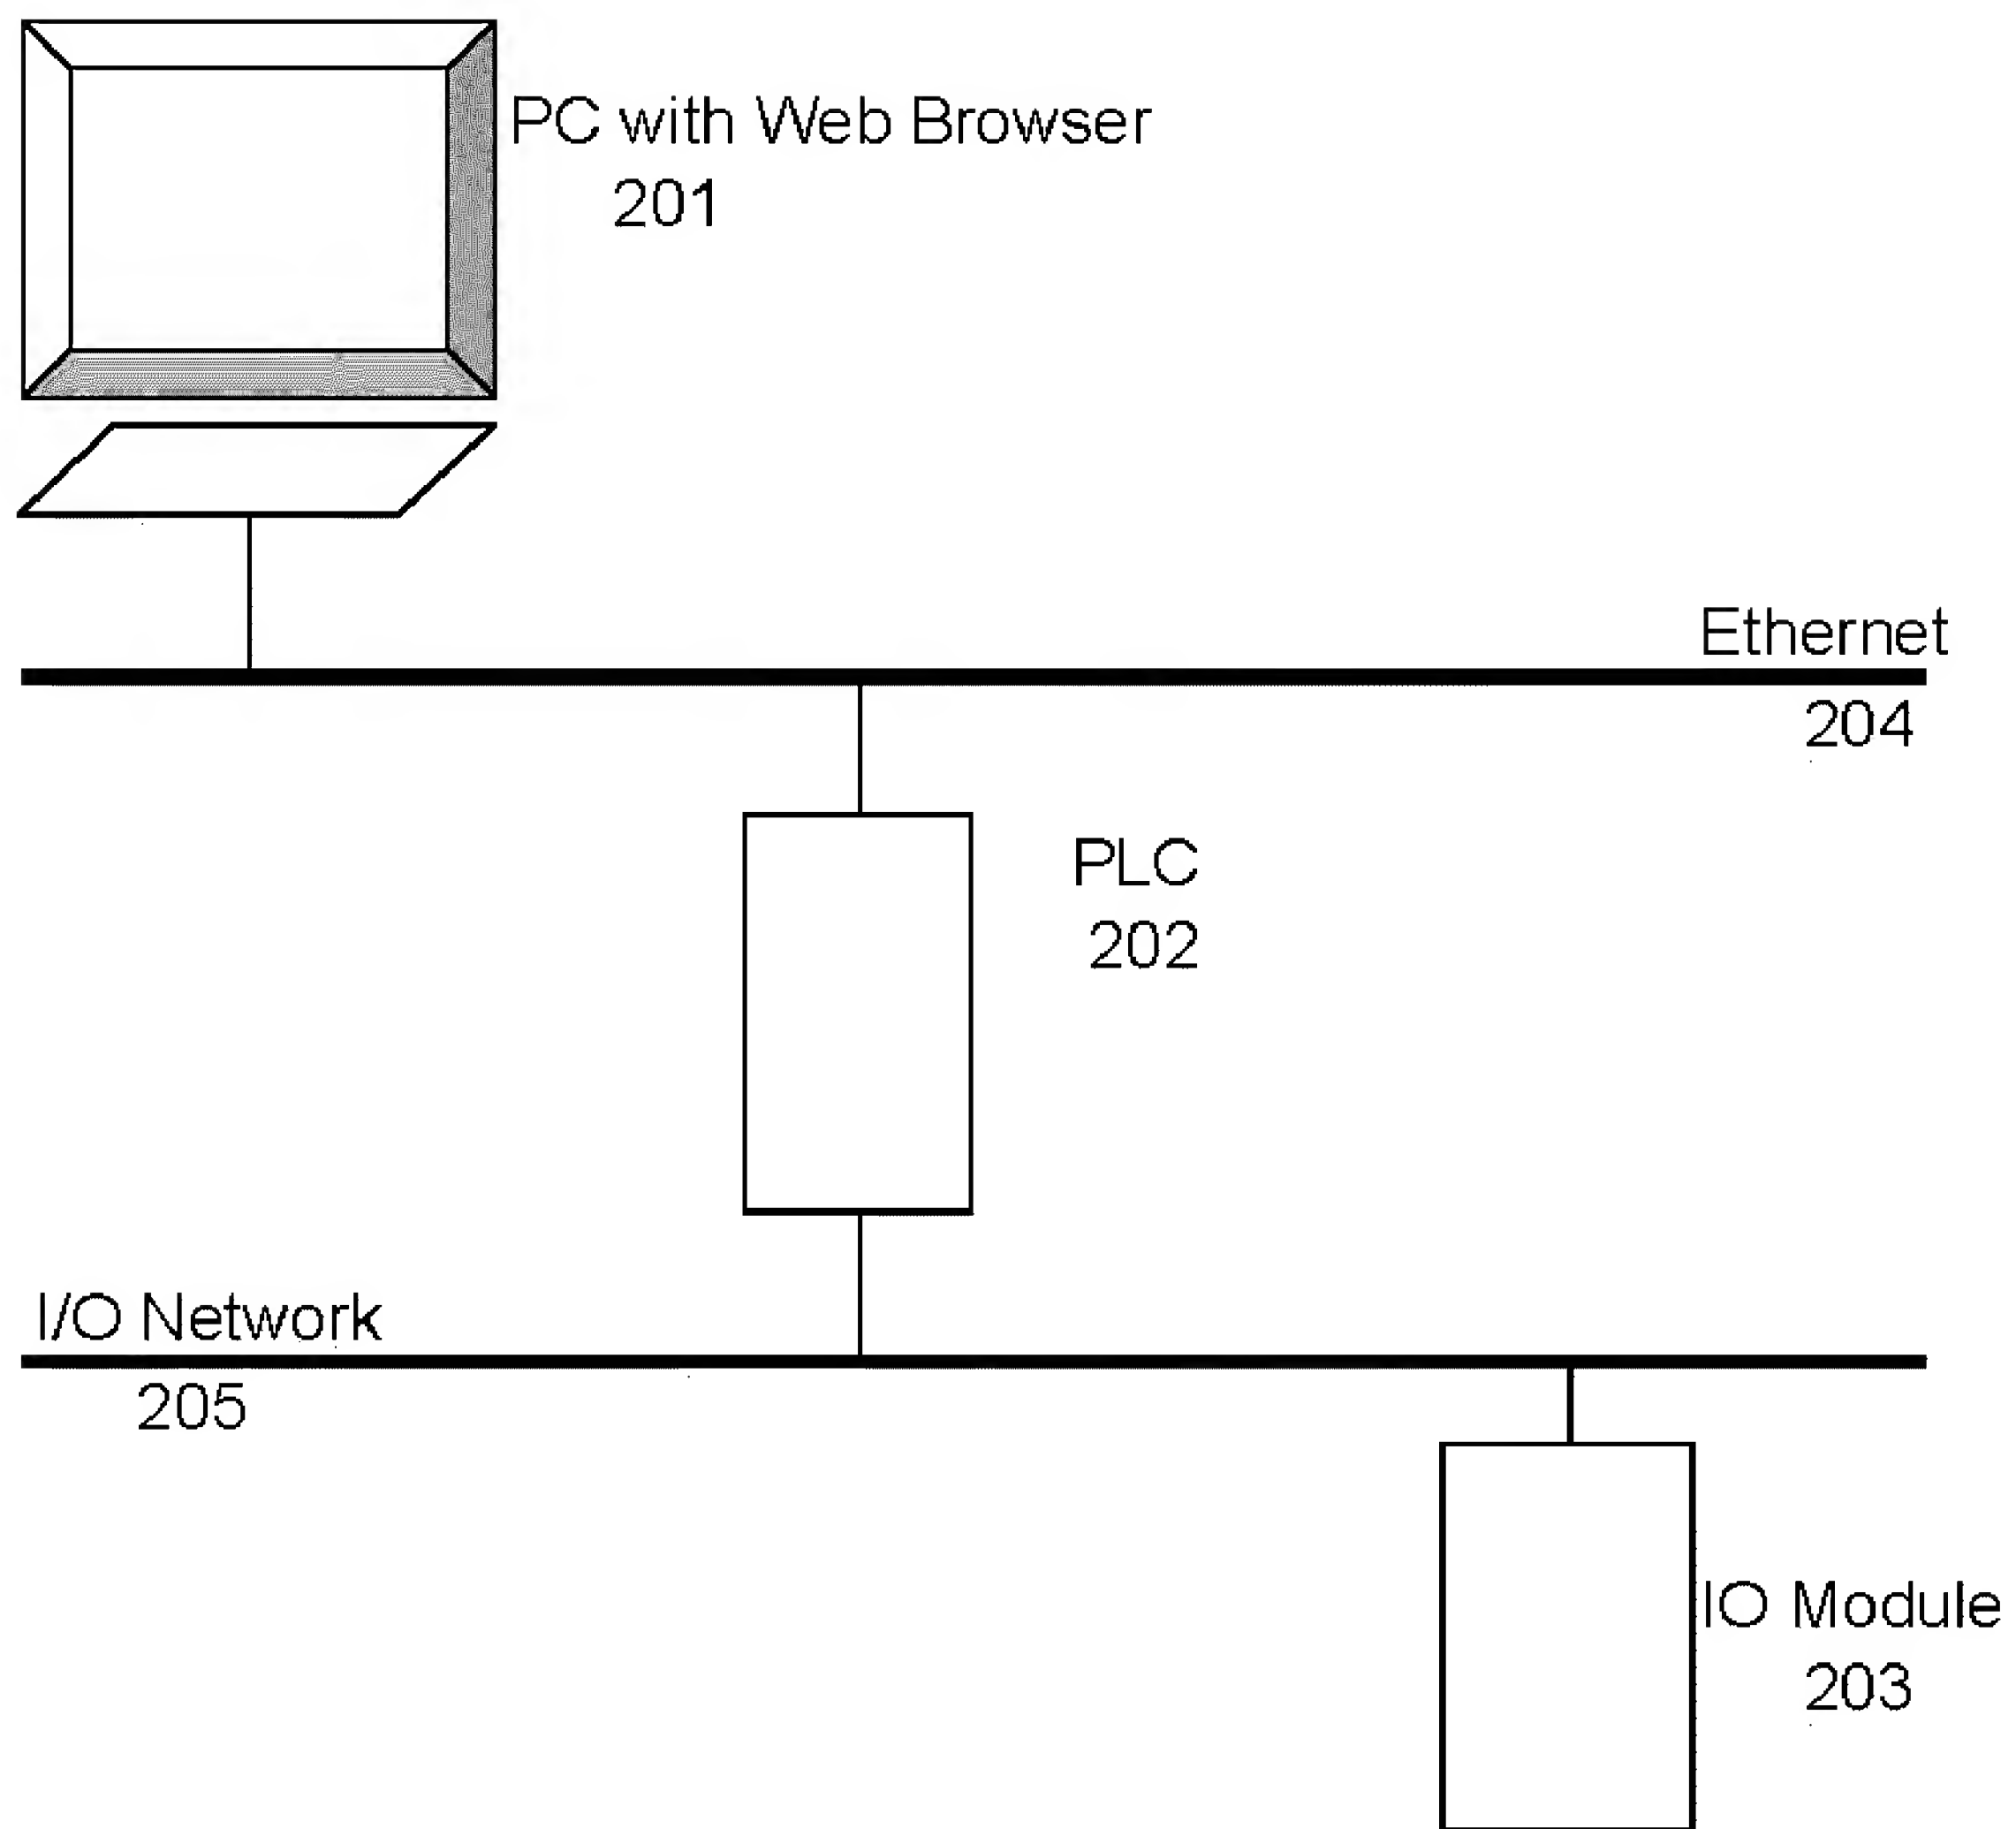 PC with Web Browser
201
Ethernet
204
PLC
202
I/O Network
205
IO Module
203